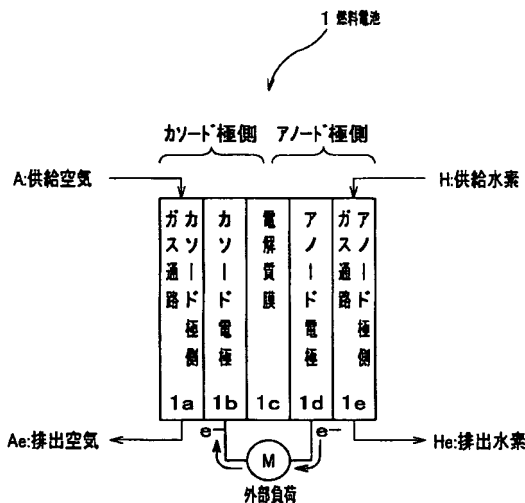 1 燃料電池
カソード極側 アノード極側
A:供給空気
H:供給水素
カソード極側
ガス通路
カソード電極
電解質膜
アノード電極
アノード極側
ガス通路
1a 1b 1c 1d 1e
Ae:排出空気
e−
M
e−
He:排出水素
外部負荷